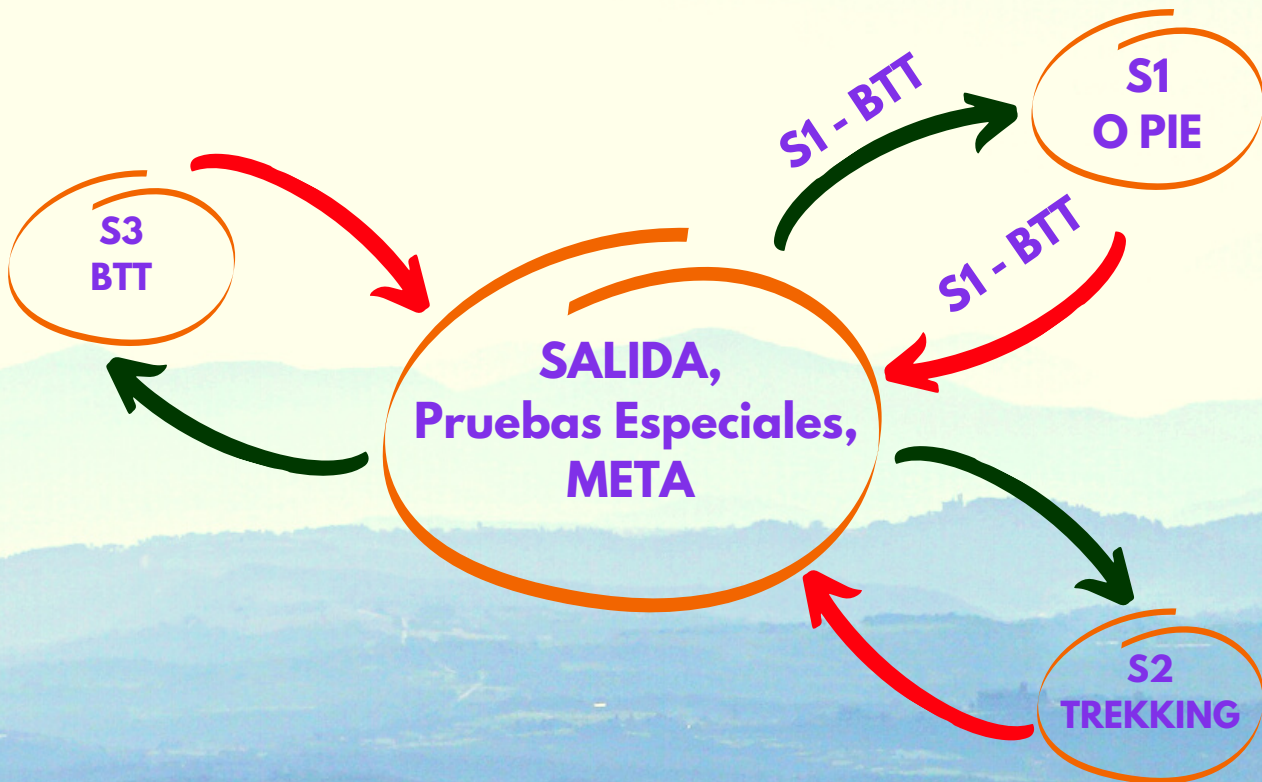 S1 - BTT
S1
O PIE
S3
BTT
S1 - BTT
SALIDA,
Pruebas Especiales,
META
S2
TREKKING